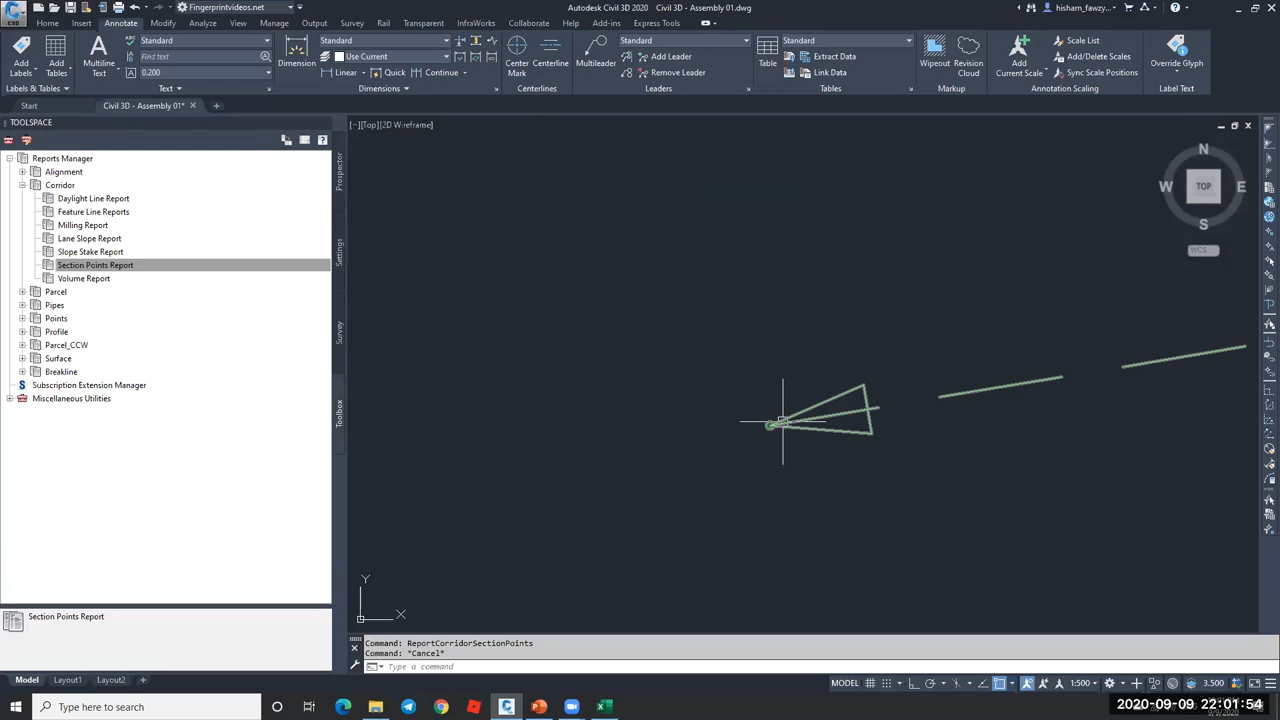 Fingerprintvideos.net
Autodesk Civil 3D 2020   Civil 3D - Assembly 01.dwg
hisham_fawzy...
C3D
Home Insert Annotate Modify Analyze View Manage Output Survey Rail Transparent InfraWorks Collaborate Help Add-ins Express Tools
Add Labels
Add Tables
Labels & Tables
Multiline Text
ABC
Standard
Find text
0.200
Text
Dimension
Standard
Use Current
Linear Quick Continue
Dimensions
Center Mark
Centerline
Centerlines
Multileader
Standard
Add Leader
Remove Leader
Leaders
Table
Standard
Extract Data
Link Data
Tables
Wipeout
Revision Cloud
Markup
Add Current Scale
Scale List
Add/Delete Scales
Sync Scale Positions
Annotation Scaling
Override Glyph
Label Text
Start
Civil 3D - Assembly 01*
TOOLSPACE
Reports Manager
Alignment
Corridor
Daylight Line Report
Feature Line Reports
Milling Report
Lane Slope Report
Slope Stake Report
Section Points Report
Volume Report
Parcel
Pipes
Points
Profile
Parcel_CCW
Surface
Breakline
Subscription Extension Manager
Miscellaneous Utilities
Prospector
Settings
Survey
Toolbox
[−][Top][2D Wireframe]
N
W TOP E
S
WCS
Y
X
Section Points Report
Command: ReportCorridorSectionPoints
Command: *Cancel*
Type a command
Model Layout1 Layout2
MODEL
1:500
3.500
Type here to search
2020-09-09 22:01:54